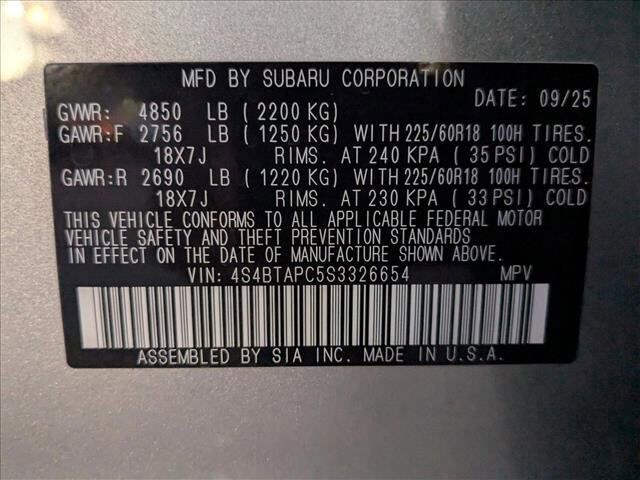 MFD BY SUBARU CORPORATION
DATE: 09/25
GVWR: 4850 LB ( 2200 KG)
GAWR:F 2756 LB ( 1250 KG) WITH 225/60R18 100H TIRES.
18X7J RIMS. AT 240 KPA ( 35 PSI) COLD
GAWR:R 2690 LB ( 1220 KG) WITH 225/60R18 100H TIRES.
18X7J RIMS. AT 230 KPA ( 33 PSI) COLD
THIS VEHICLE CONFORMS TO ALL APPLICABLE FEDERAL MOTOR
VEHICLE SAFETY AND THEFT PREVENTION STANDARDS
IN EFFECT ON THE DATE OF MANUFACTURE SHOWN ABOVE.
VIN: 4S4BTAPC5S3326654 MPV
ASSEMBLED BY SIA INC. MADE IN U.S.A.